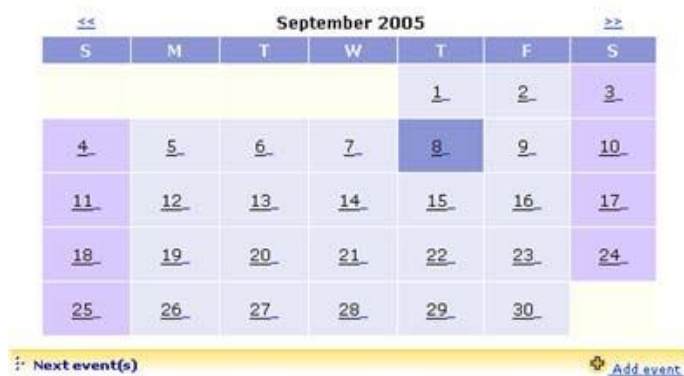 << September 2005 >>
S M T W T F S
1 2 3
4 5 6 7 8 9 10
11 12 13 14 15 16 17
18 19 20 21 22 23 24
25 26 27 28 29 30
Next event(s) Add event